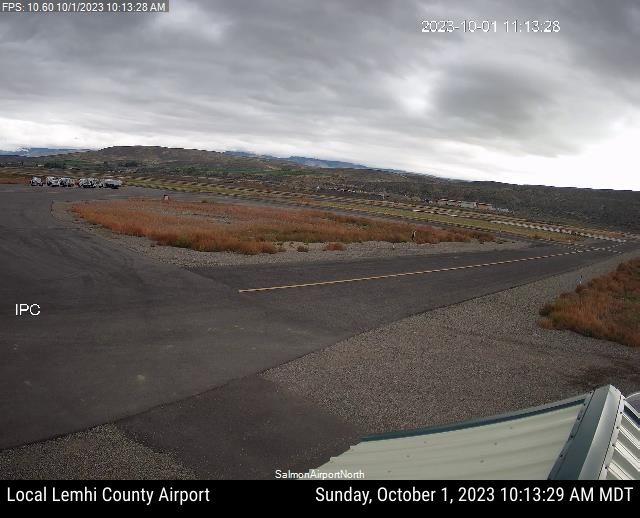 FPS: 10.60 10/1/2023 10:13:28 AM
2023-10-01 11:13:28
IPC
SalmonAirportNorth
Local Lemhi County Airport
Sunday, October 1, 2023 10:13:29 AM MDT